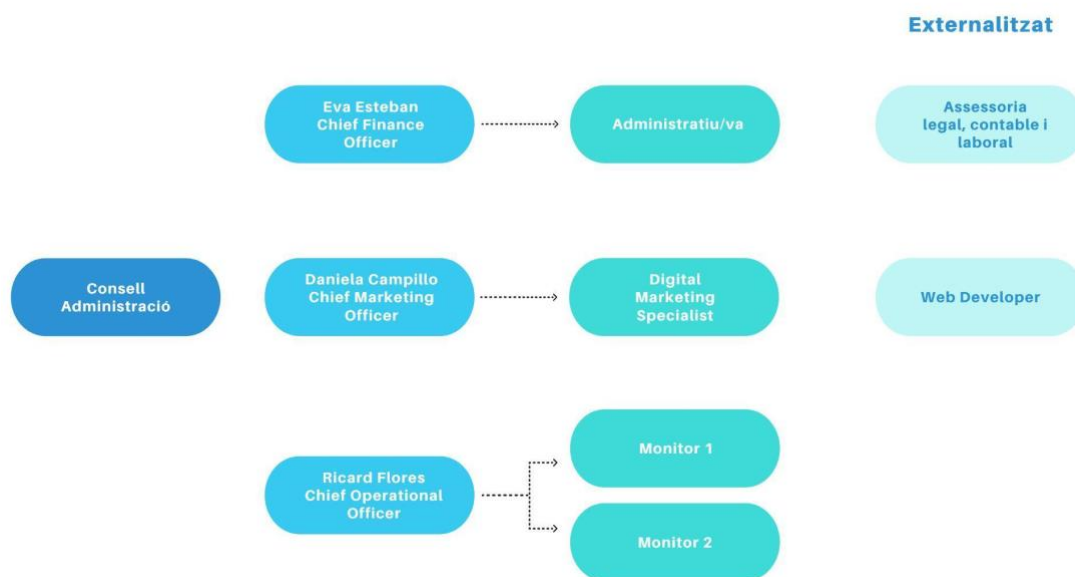 Externalitzat
Eva Esteban
Chief Finance
Officer
Administratiu/va
Assessoria
legal, contable i
laboral
Consell
Administració
Daniela Campillo
Chief Marketing
Officer
Digital
Marketing
Specialist
Web Developer
Ricard Flores
Chief Operational
Officer
Monitor 1
Monitor 2